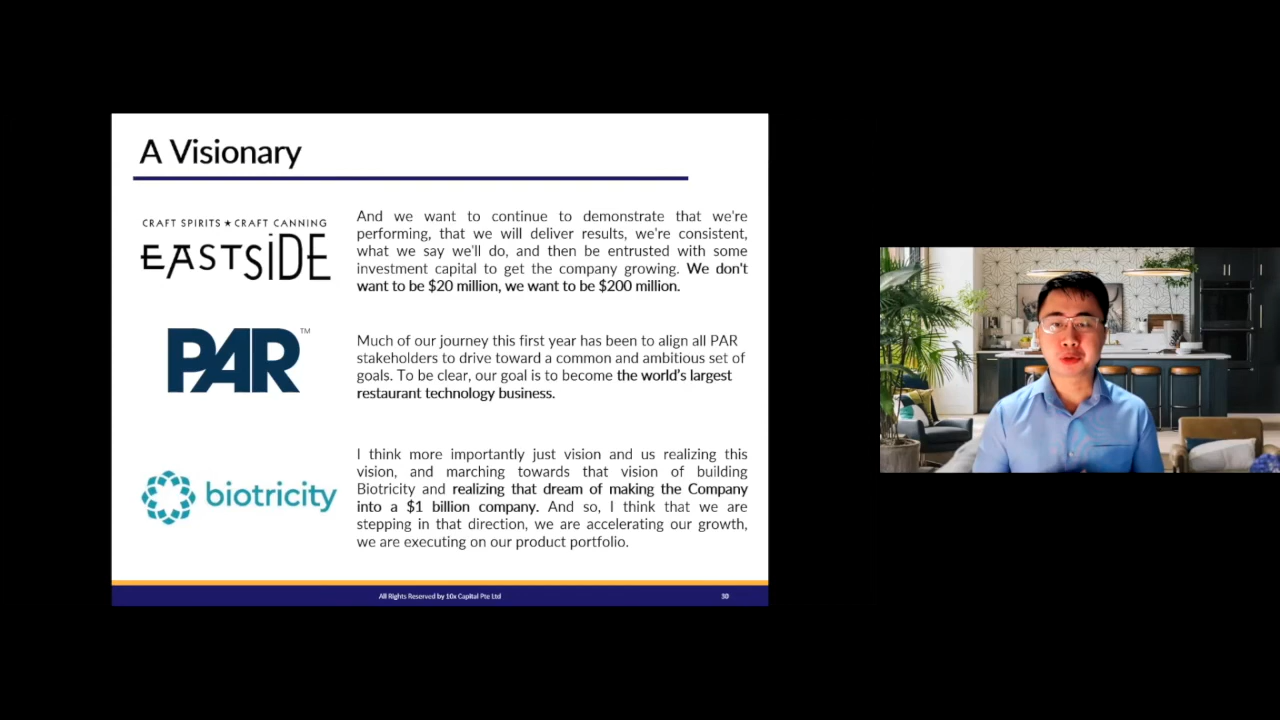 A Visionary
CRAFT SPIRITS ★ CRAFT CANNING
EASTSIDE
And we want to continue to demonstrate that we're
performing, that we will deliver results, we're consistent,
what we say we'll do, and then be entrusted with some
investment capital to get the company growing. We don't
want to be $20 million, we want to be $200 million.
PAR™
Much of our journey this first year has been to align all PAR
stakeholders to drive toward a common and ambitious set of
goals. To be clear, our goal is to become the world's largest
restaurant technology business.
biotricity
I think more importantly just vision and us realizing this
vision, and marching towards that vision of building
Biotricity and realizing that dream of making the Company
into a $1 billion company. And so, I think that we are
stepping in that direction, we are accelerating our growth,
we are executing on our product portfolio.
All Rights Reserved by 10x Capital Pte Ltd
30